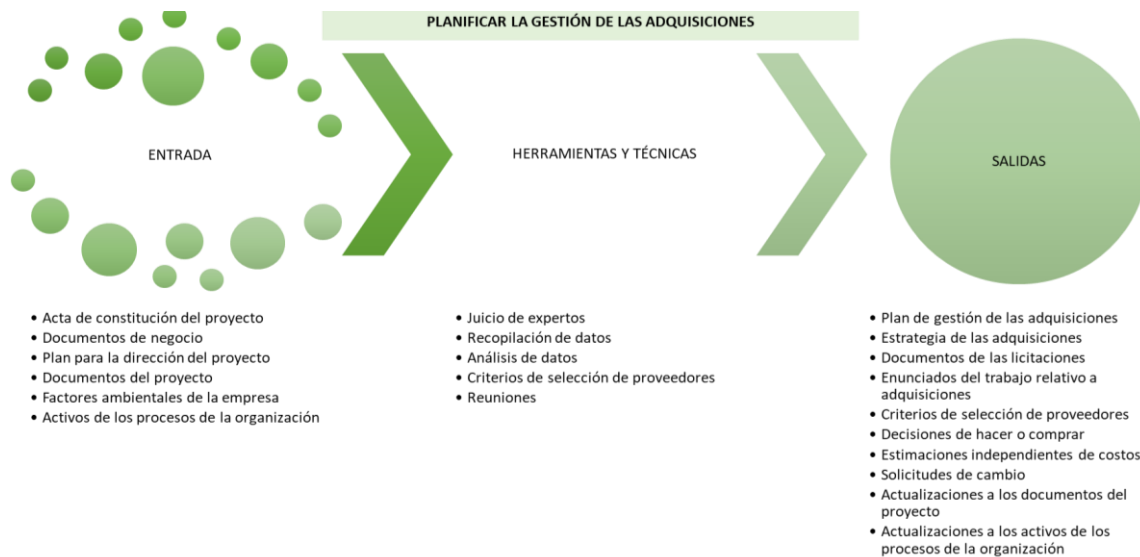 PLANIFICAR LA GESTIÓN DE LAS ADQUISICIONES
ENTRADA
• Acta de constitución del proyecto
• Documentos de negocio
• Plan para la dirección del proyecto
• Documentos del proyecto
• Factores ambientales de la empresa
• Activos de los procesos de la organización
HERRAMIENTAS Y TÉCNICAS
• Juicio de expertos
• Recopilación de datos
• Análisis de datos
• Criterios de selección de proveedores
• Reuniones
SALIDAS
• Plan de gestión de las adquisiciones
• Estrategia de las adquisiciones
• Documentos de las licitaciones
• Enunciados del trabajo relativo a
adquisiciones
• Criterios de selección de proveedores
• Decisiones de hacer o comprar
• Estimaciones independientes de costos
• Solicitudes de cambio
• Actualizaciones a los documentos del
proyecto
• Actualizaciones a los activos de los
procesos de la organización